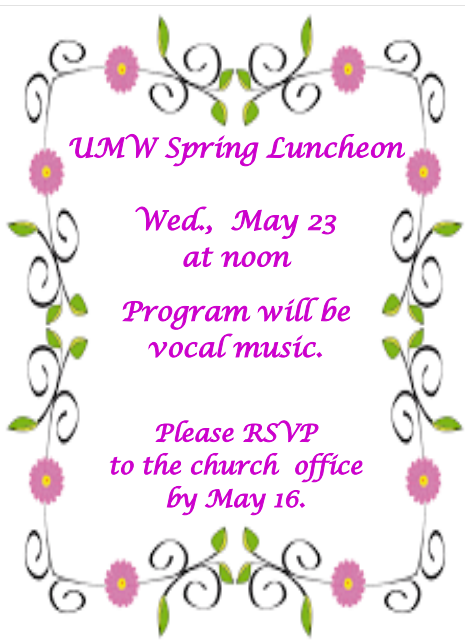 UMW Spring Luncheon
Wed., May 23
at noon
Program will be
vocal music.
Please RSVP
to the church office
by May 16.